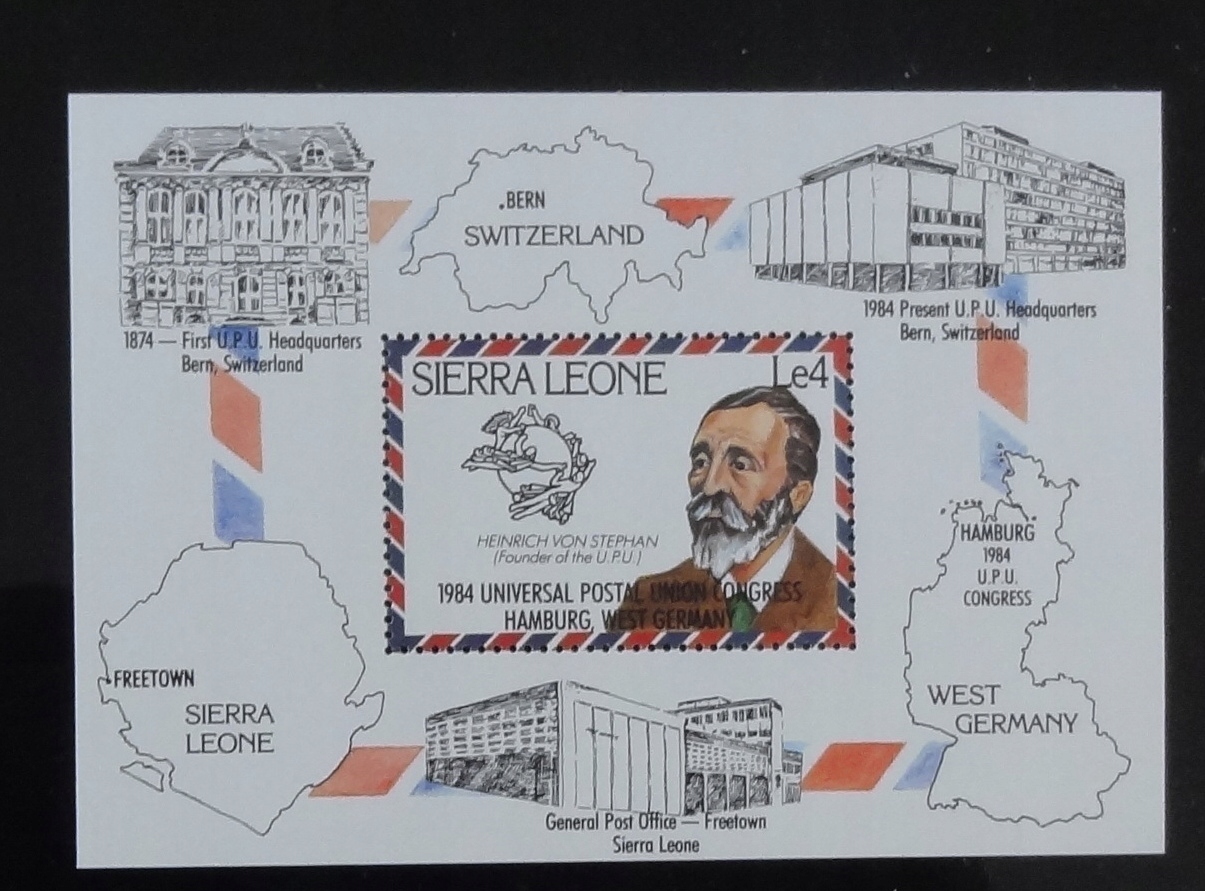 .BERN
SWITZERLAND
1874 — First U.P.U. Headquarters
Bern, Switzerland
1984 Present U.P.U. Headquarters
Bern, Switzerland
SIERRA LEONE
Le4
HEINRICH VON STEPHAN
(Founder of the U.P.U.)
1984 UNIVERSAL POSTAL UNION CONGRESS
HAMBURG, WEST GERMANY
HAMBURG
1984
U.P.U.
CONGRESS
WEST
GERMANY
FREETOWN
SIERRA
LEONE
General Post Office — Freetown
Sierra Leone